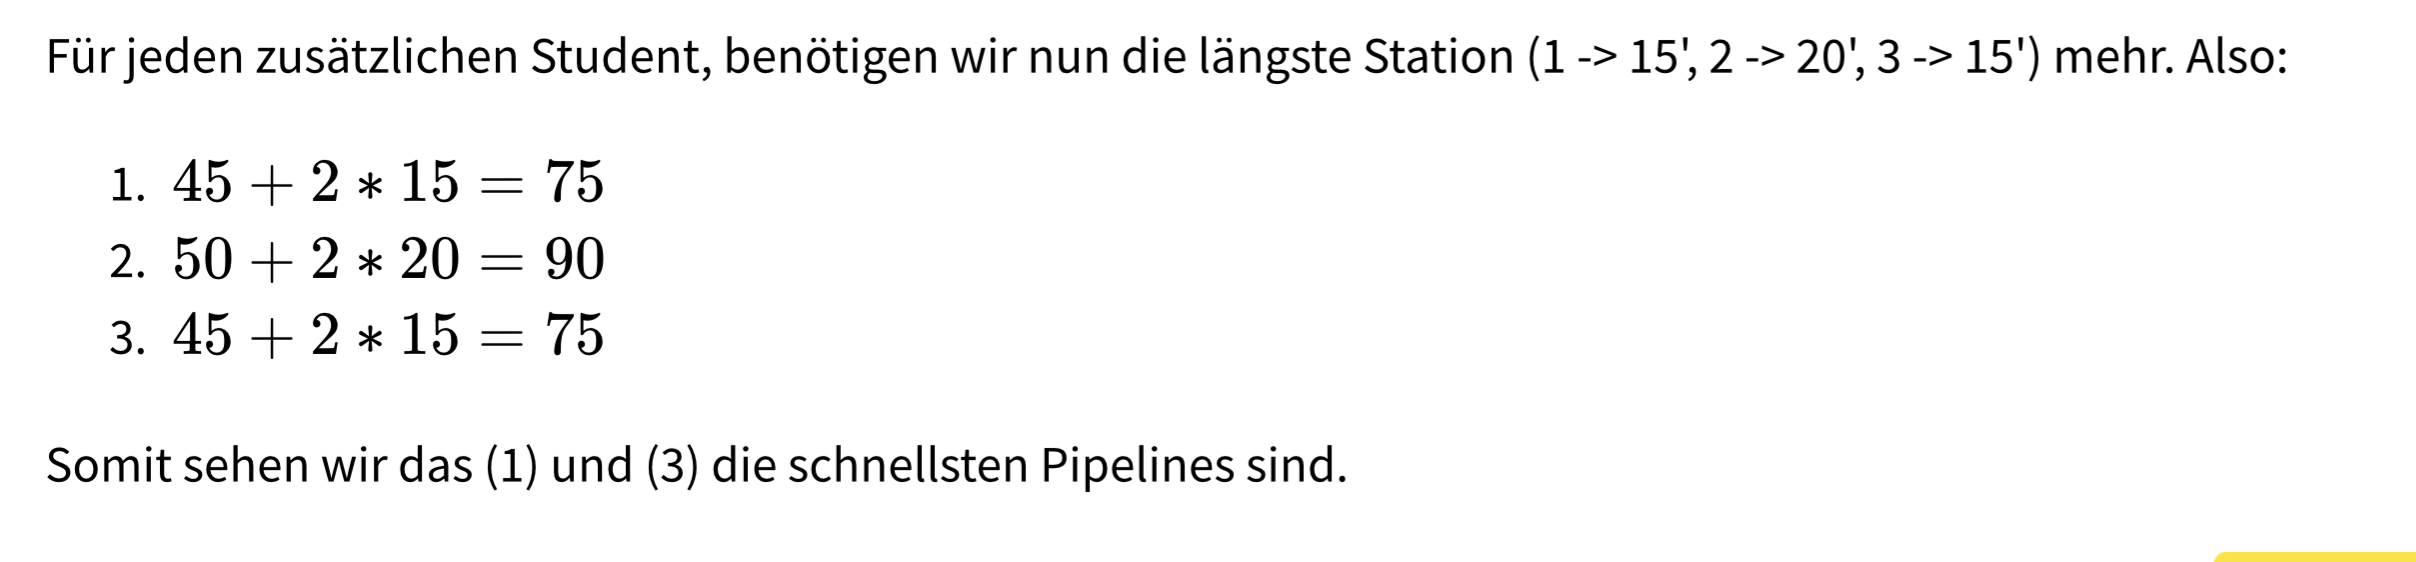 Für jeden zusätzlichen Student, benötigen wir nun die längste Station (1 -> 15', 2 -> 20', 3 -> 15') mehr. Also:
1. 45 + 2 * 15 = 75
2. 50 + 2 * 20 = 90
3. 45 + 2 * 15 = 75
Somit sehen wir das (1) und (3) die schnellsten Pipelines sind.